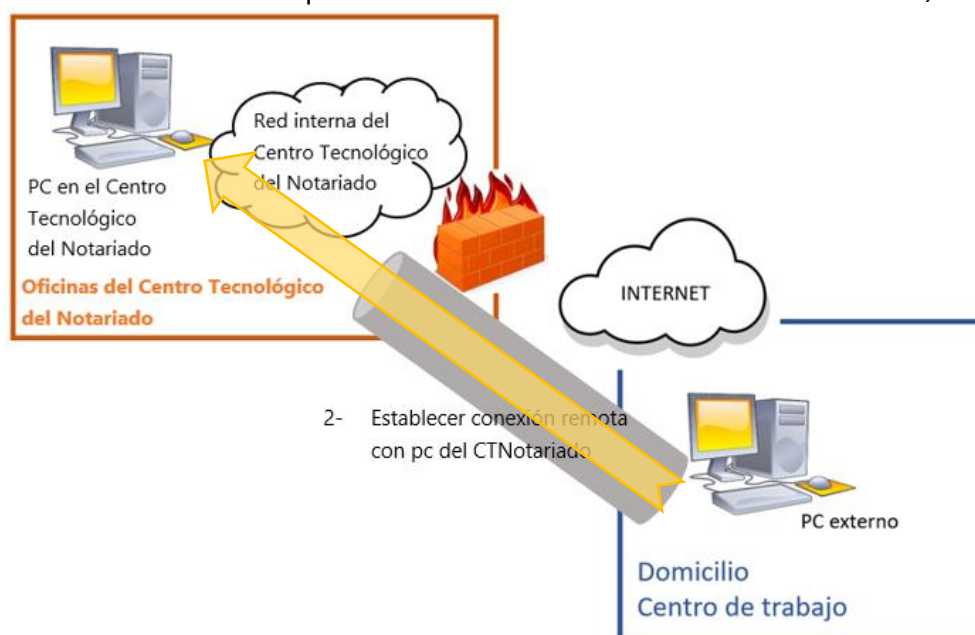 Red interna del
Centro Tecnológico
del Notariado
PC en el Centro
Tecnológico
del Notariado
Oficinas del Centro Tecnológico
del Notariado
INTERNET
2- Establecer conexión remota
con pc del CTNotariado
PC externo
Domicilio
Centro de trabajo